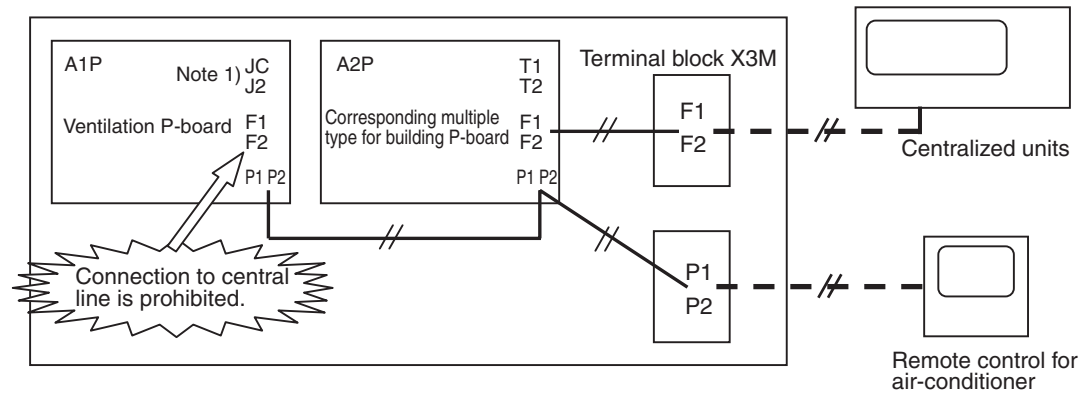 A1P
Note 1) JC
J2
Ventilation P-board
F1
F2
P1 P2
Connection to central
line is prohibited.
A2P
T1
T2
Corresponding multiple
type for building P-board
F1
F2
P1 P2
Terminal block X3M
F1
F2
P1
P2
Centralized units
Remote control for
air-conditioner